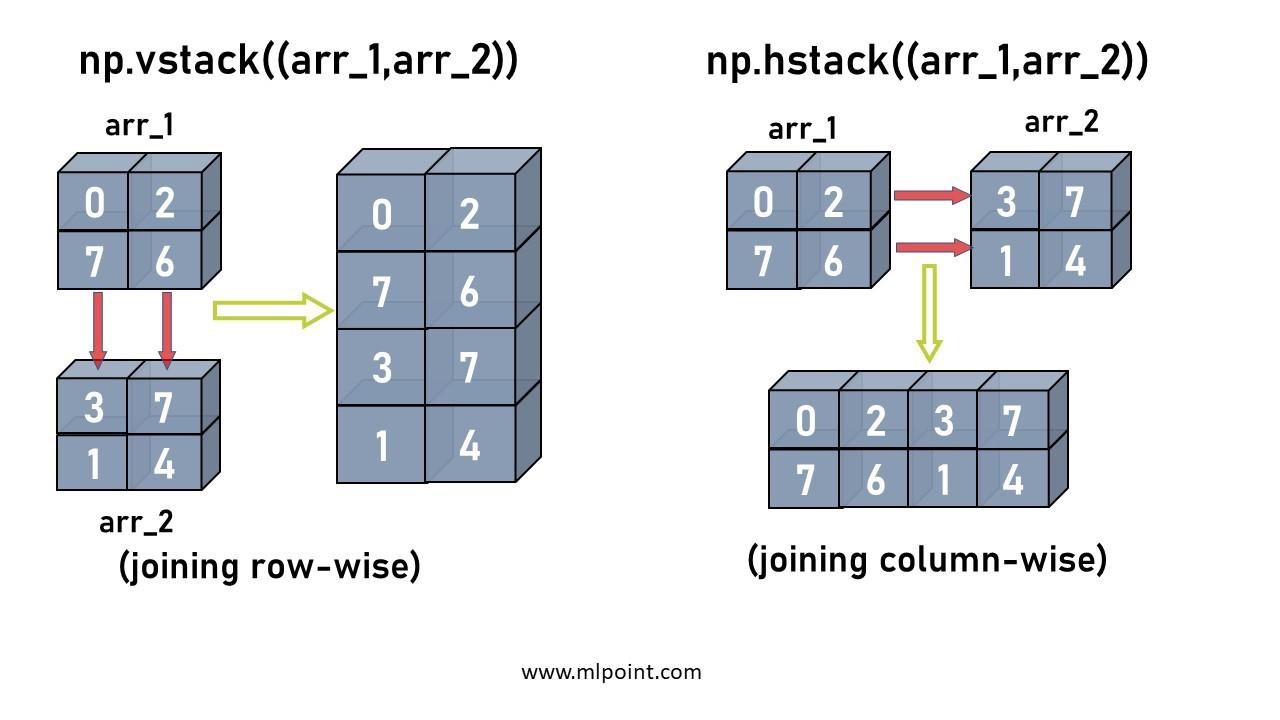 np.vstack((arr_1,arr_2))
arr_1
0 2
7 6
3 7
1 4
arr_2
0 2
7 6
3 7
1 4
(joining row-wise)
np.hstack((arr_1,arr_2))
arr_1
0 2
7 6
arr_2
3 7
1 4
0 2 3 7
7 6 1 4
(joining column-wise)
www.mlpoint.com